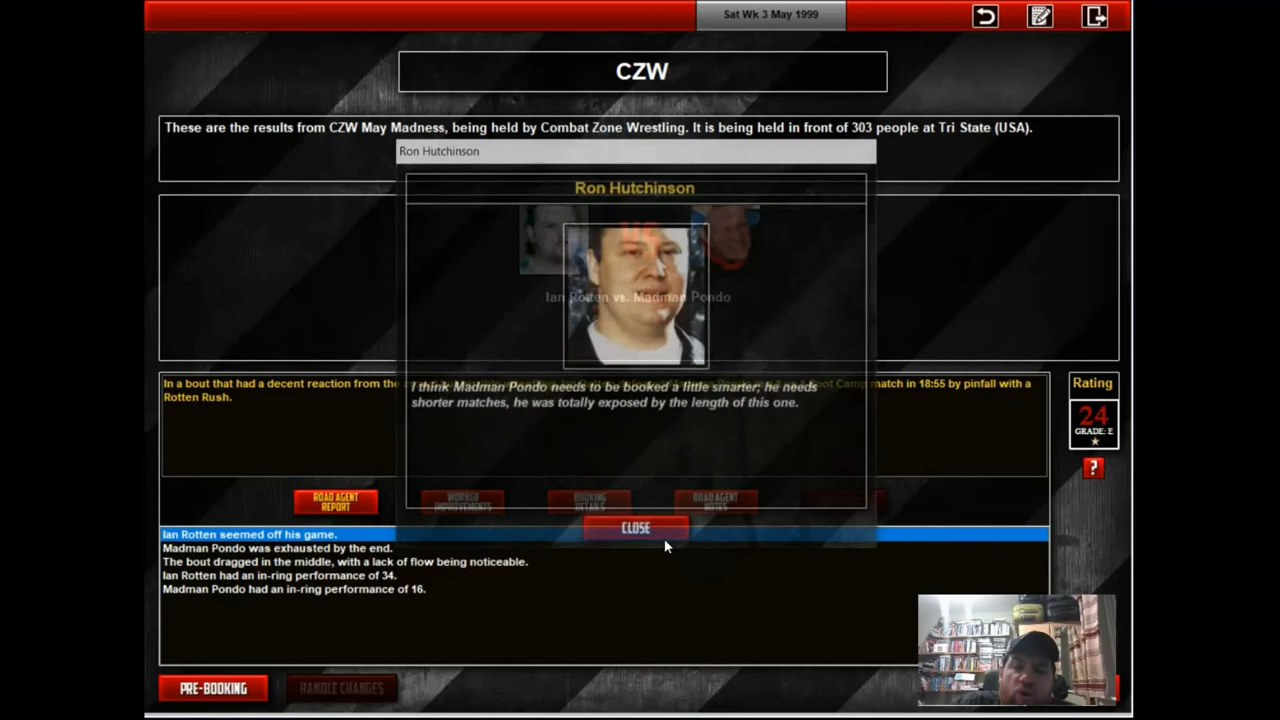 Sat Wk 3 May 1999
CZW
These are the results from CZW May Madness, being held by Combat Zone Wrestling. It is being held in front of 303 people at Tri State (USA).
Ron Hutchinson
Ron Hutchinson
Ian Rotten vs. Madman Pondo
In a bout that had a decent reaction from the
match in 18:55 by pinfall with a
Rotten Rush.
I think Madman Pondo needs to be booked a little smarter; he needs
shorter matches, he was totally exposed by the length of this one.
Rating
24
GRADE: E
?
ROAD AGENT
REPORT
WORKER
IMPROVEMENTS
BOOKING
DETAILS
ROAD AGENT
NOTES
CLOSE
Ian Rotten seemed off his game.
Madman Pondo was exhausted by the end.
The bout dragged in the middle, with a lack of flow being noticeable.
Ian Rotten had an in-ring performance of 34.
Madman Pondo had an in-ring performance of 16.
PRE-BOOKING
HANDLE CHANGES